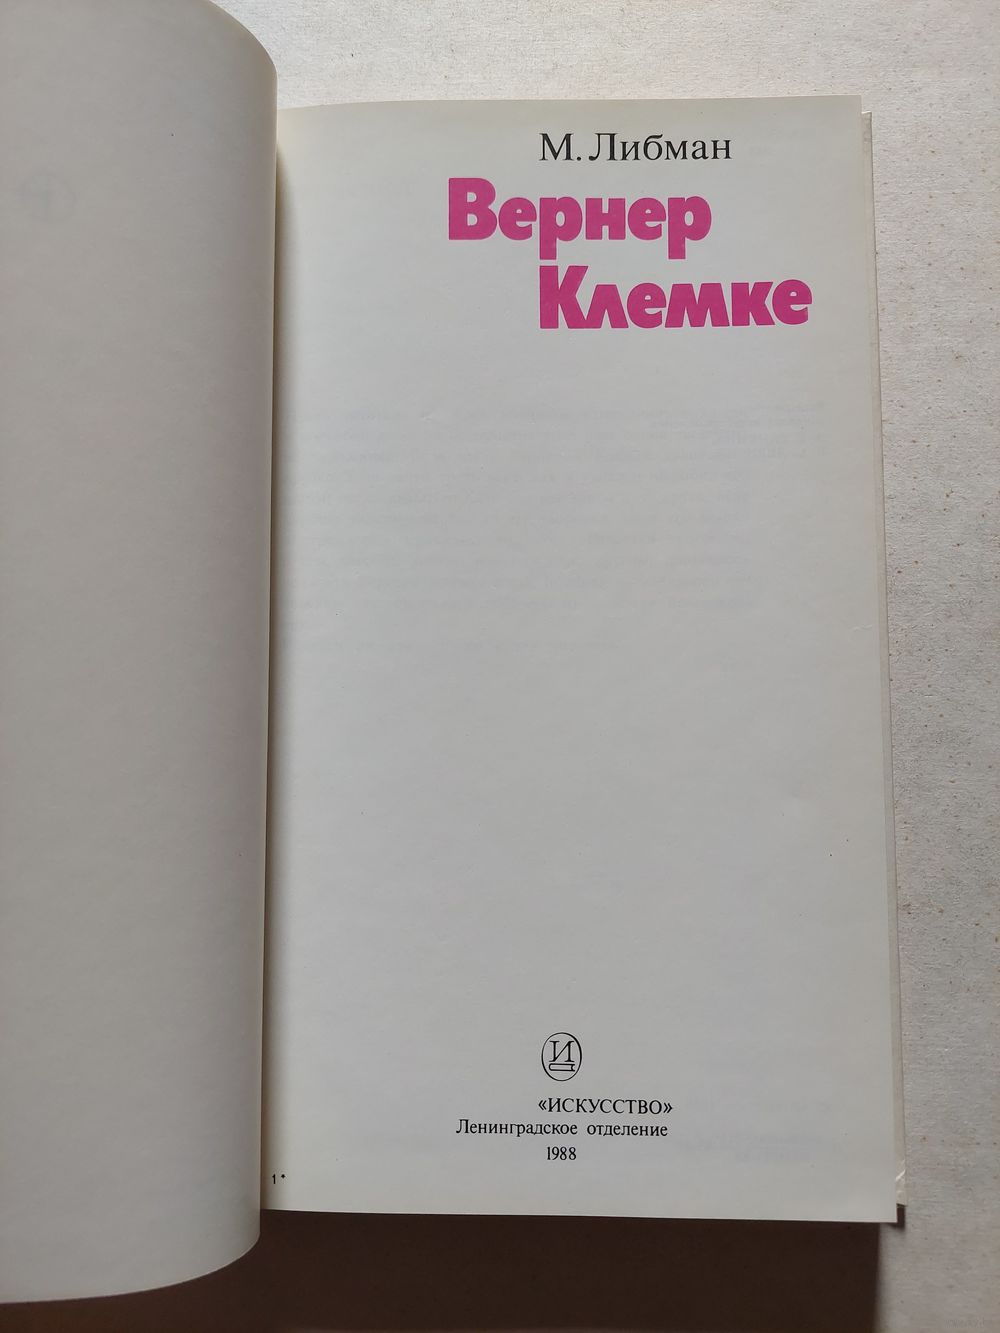 М. Либман
Вернер
Клемке
И
«ИСКУССТВО»
Ленинградское отделение
1988
1*